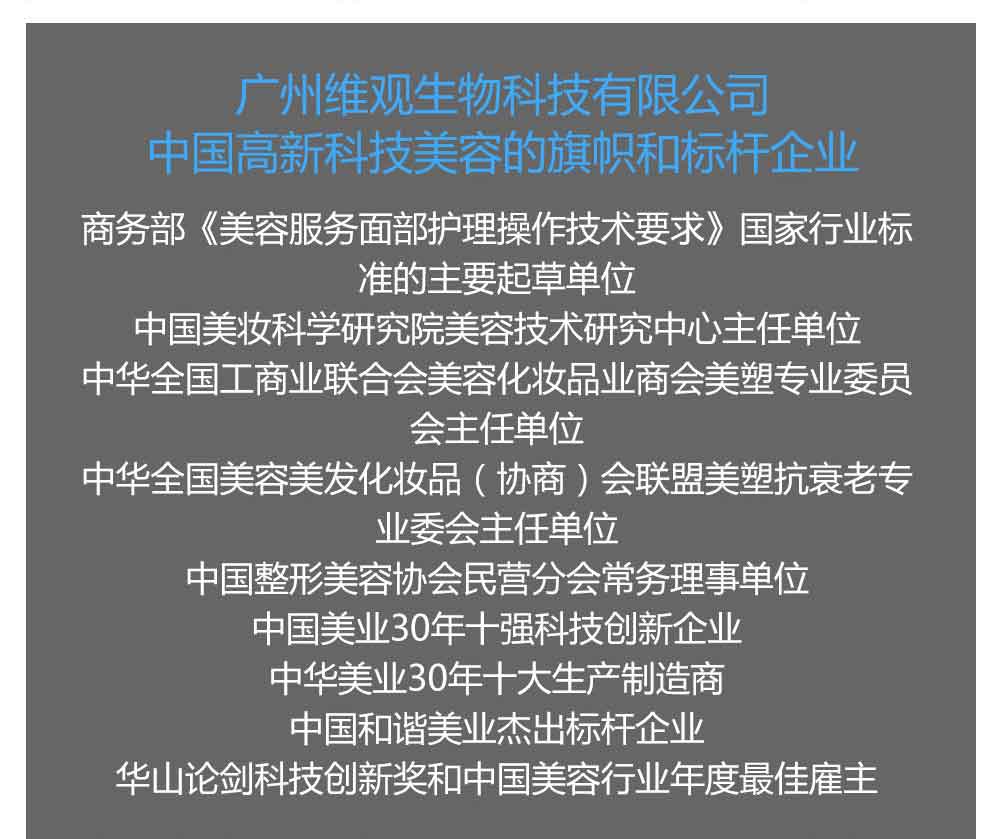 广州维观生物科技有限公司
中国高新科技美容的旗帜和标杆企业
商务部《美容服务面部护理操作技术要求》国家行业标
准的主要起草单位
中国美妆科学研究院美容技术研究中心主任单位
中华全国工商业联合会美容化妆品业商会美塑专业委员
会主任单位
中华全国美容美发化妆品（协商）会联盟美塑抗衰老专
业委会主任单位
中国整形美容协会民营分会常务理事单位
中国美业30年十强科技创新企业
中华美业30年十大生产制造商
中国和谐美业杰出标杆企业
华山论剑科技创新奖和中国美容行业年度最佳雇主